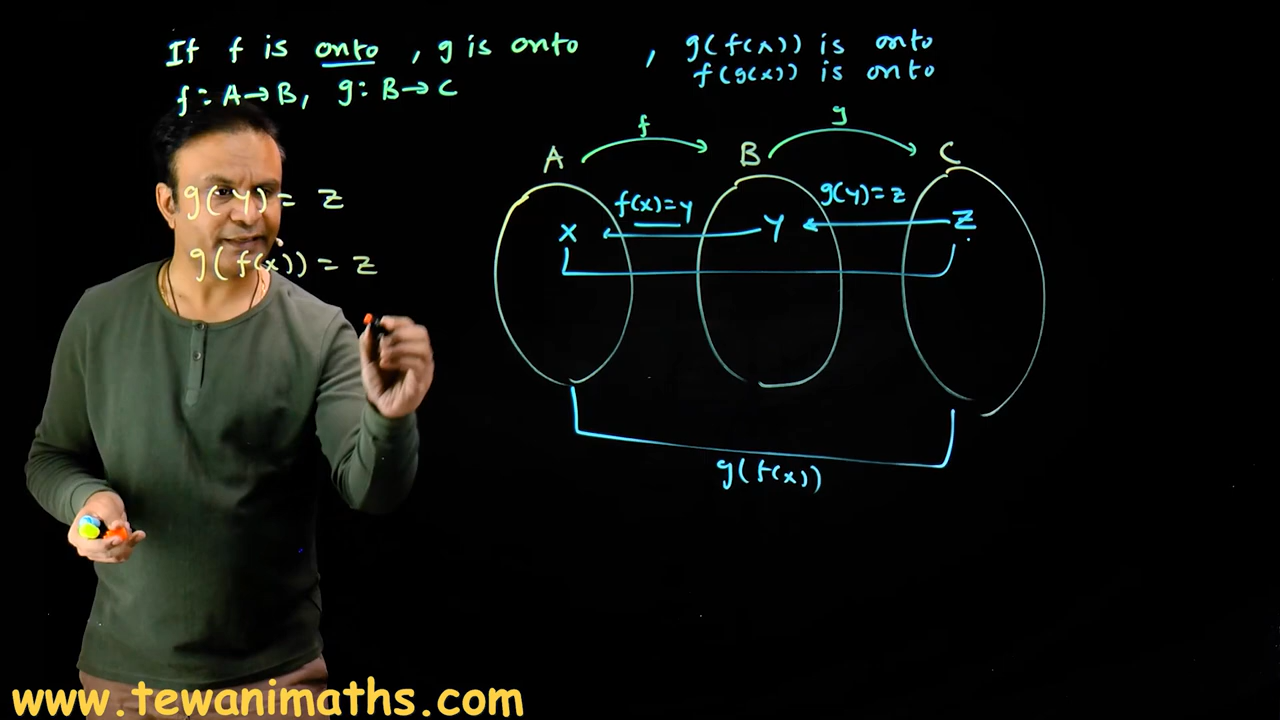 If f is onto , g is onto , g(f(x)) is onto
f(g(x)) is onto
f: A→B, g: B→C
f
g
A B C
g(y) = z
f(x)=y
g(y)=z
x y z
g(f(x)) = z
g(f(x))
www.tewanimaths.com